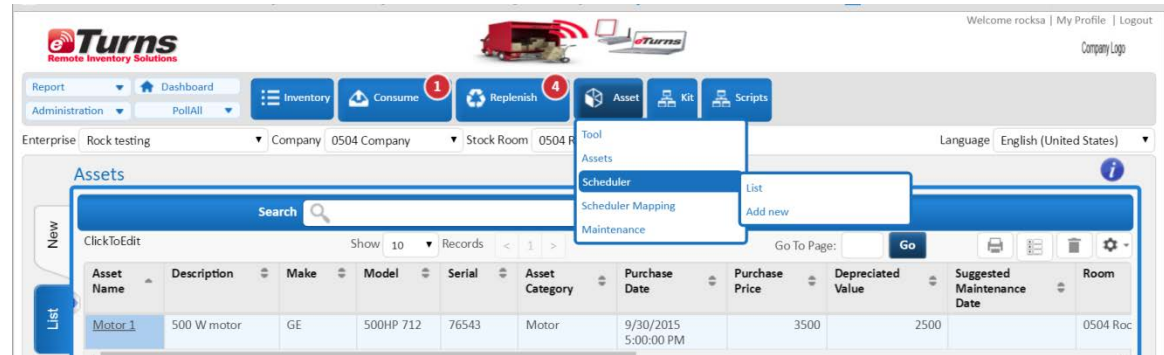 Welcome rocksa | My Profile | Logout
eTurns
Remote Inventory Solutions
eTurns
Company Logo
Report Dashboard
Administration PollAll
Inventory Consume 1 Replenish 4 Asset Kit Scripts
Enterprise Rock testing Company 0504 Company Stock Room 0504 R Language English (United States)
Tool
Assets
Scheduler
Scheduler Mapping
Maintenance
List
Add new
Assets
i
Search
New
ClickToEdit Show 10 Records < 1 > Go To Page: Go
Asset Name Description Make Model Serial Asset Category Purchase Date Purchase Price Depreciated Value Suggested Maintenance Date Room
List
Motor 1 500 W motor GE 500HP 712 76543 Motor 9/30/2015 5:00:00 PM 3500 2500 0504 Roc